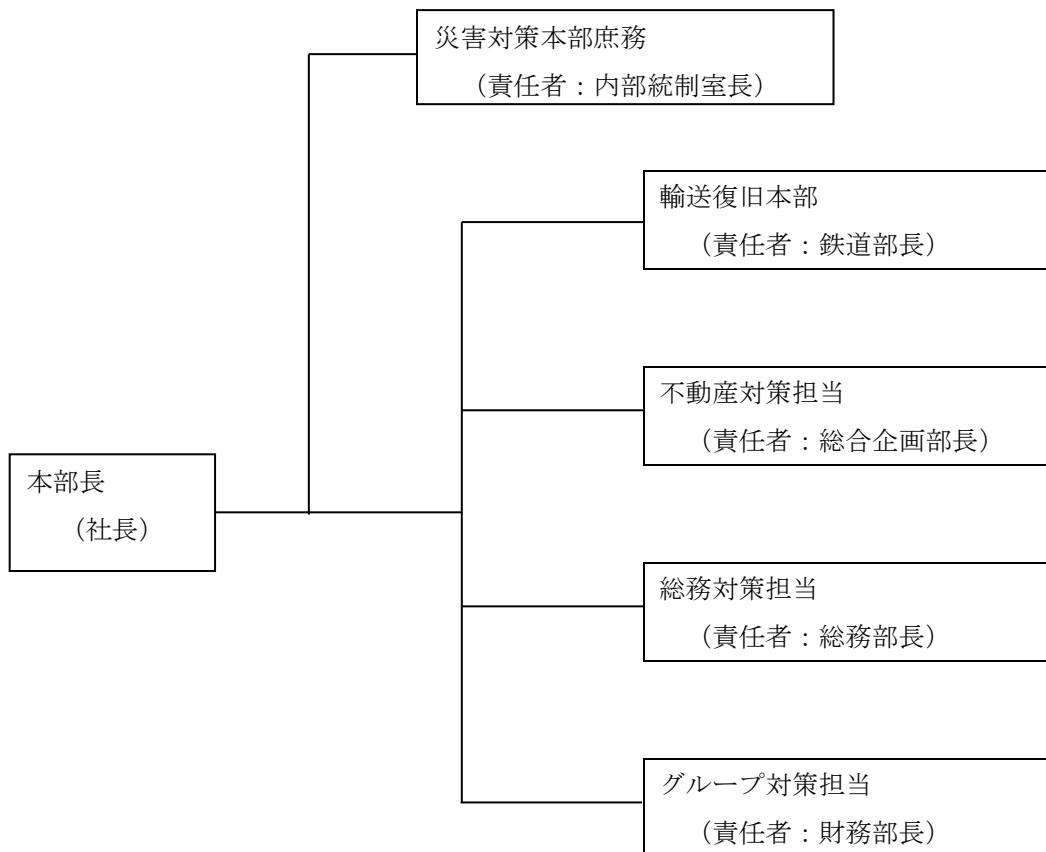 災害対策本部庶務
（責任者：内部統制室長）
輸送復旧本部
（責任者：鉄道部長）
不動産対策担当
（責任者：総合企画部長）
本部長
（社長）
総務対策担当
（責任者：総務部長）
グループ対策担当
（責任者：財務部長）